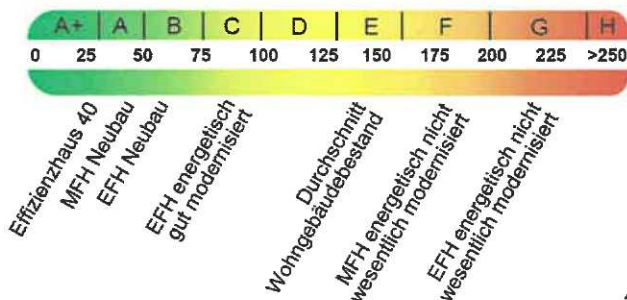 A+ A B C D E F G H
0 25 50 75 100 125 150 175 200 225 >250
Effizienzhaus 40
MFH Neubau
EFH Neubau
EFH energetisch
gut modernisiert
Durchschnitt
Wohngebäudebestand
MFH energetisch nicht
wesentlich modernisiert
EFH energetisch nicht
wesentlich modernisiert